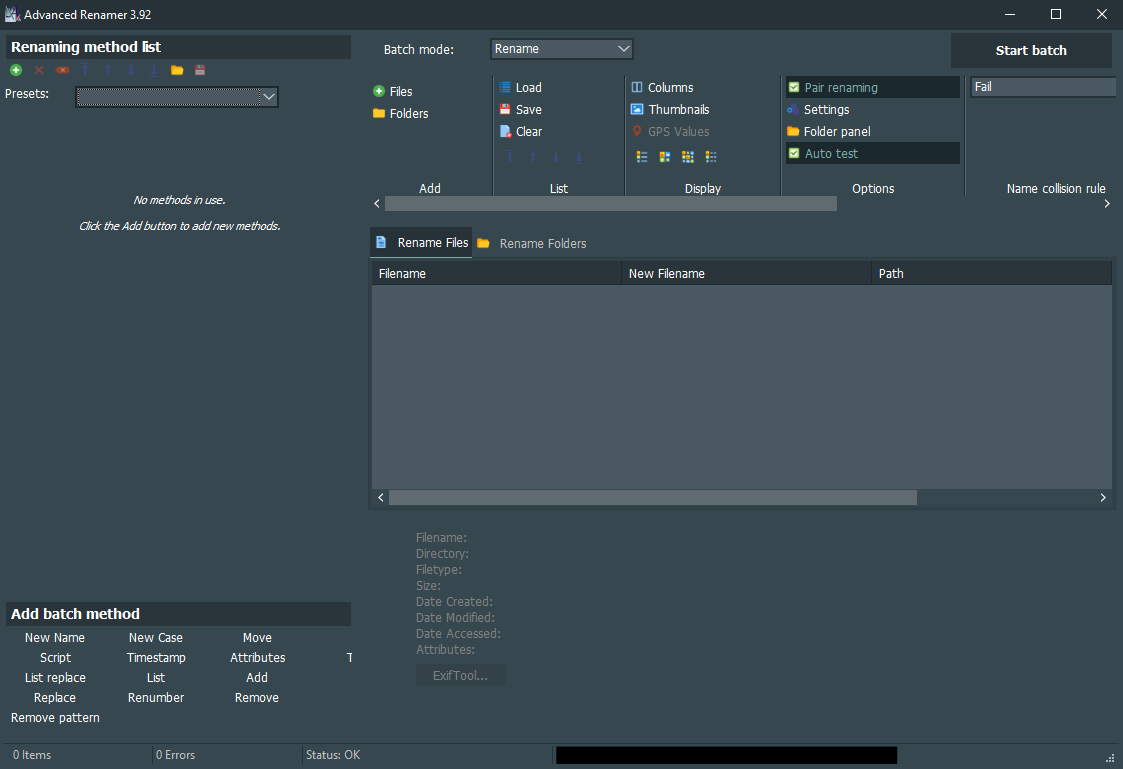 Advanced Renamer 3.92
Renaming method list
Presets:
No methods in use.
Click the Add button to add new methods.
Add batch method
New Name New Case Move
Script Timestamp Attributes T
List replace List Add
Replace Renumber Remove
Remove pattern
Batch mode: Rename
Start batch
Files
Folders
Add
Load
Save
Clear
List
Columns
Thumbnails
GPS Values
Display
Pair renaming
Settings
Folder panel
Auto test
Options
Fail
Name collision rule
Rename Files Rename Folders
Filename New Filename Path
Filename:
Directory:
Filetype:
Size:
Date Created:
Date Modified:
Date Accessed:
Attributes:
ExifTool...
0 Items 0 Errors Status: OK